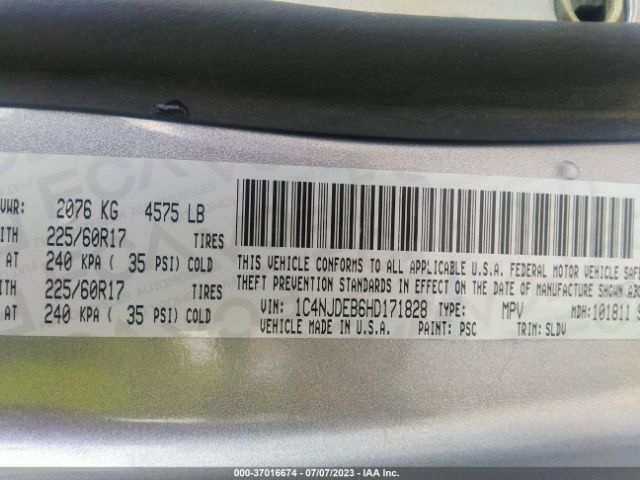 VWR: 2076 KG 4575 LB
ITH 225/60R17 TIRES
AT 240 KPA ( 35 PSI) COLD
ITH 225/60R17 TIRES
AT 240 KPA ( 35 PSI) COLD
THIS VEHICLE CONFORMS TO ALL APPLICABLE U.S.A. FEDERAL MOTOR VEHICLE SAFE
THEFT PREVENTION STANDARDS IN EFFECT ON THE DATE OF MANUFACTURE SHOWN ABO
VIN: 1C4NJDEB6HD171828 TYPE: MPV MDH: 101811 S
VEHICLE MADE IN U.S.A. PAINT: PSC TRIM: SLDV
000-37016674 / 07/07/2023 - IAA Inc.